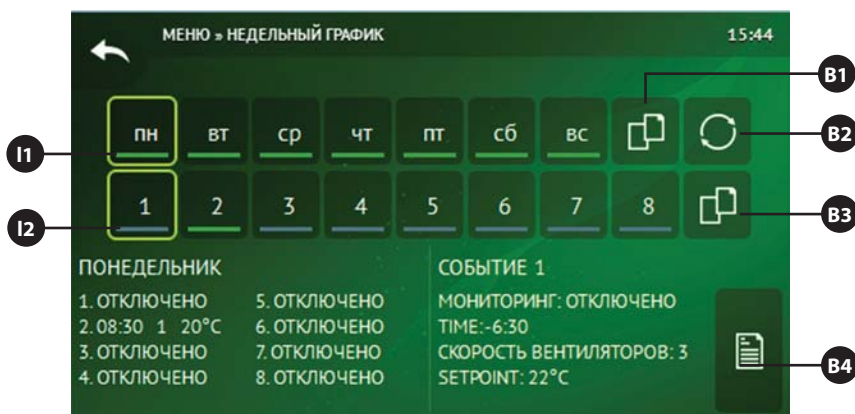 МЕНЮ » НЕДЕЛЬНЫЙ ГРАФИК 15:44
B1
пн вт ср чт пт сб вс
B2
I1
1 2 3 4 5 6 7 8
B3
I2
ПОНЕДЕЛЬНИК
1. ОТКЛЮЧЕНО 5. ОТКЛЮЧЕНО
2. 08:30 1 20°C 6. ОТКЛЮЧЕНО
3. ОТКЛЮЧЕНО 7. ОТКЛЮЧЕНО
4. ОТКЛЮЧЕНО 8. ОТКЛЮЧЕНО
СОБЫТИЕ 1
МОНИТОРИНГ: ОТКЛЮЧЕНО
TIME:-6:30
СКОРОСТЬ ВЕНТИЛЯТОРОВ: 3
SETPOINT: 22°C
B4